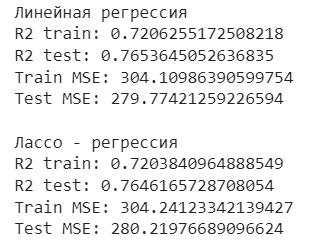 Линейная регрессия
R2 train: 0.7206255172508218
R2 test: 0.7653645052636835
Train MSE: 304.10986390599754
Test MSE: 279.77421259226594

Лассо - регрессия
R2 train: 0.7203840964888549
R2 test: 0.7646165728708054
Train MSE: 304.24123342139427
Test MSE: 280.21976689096624